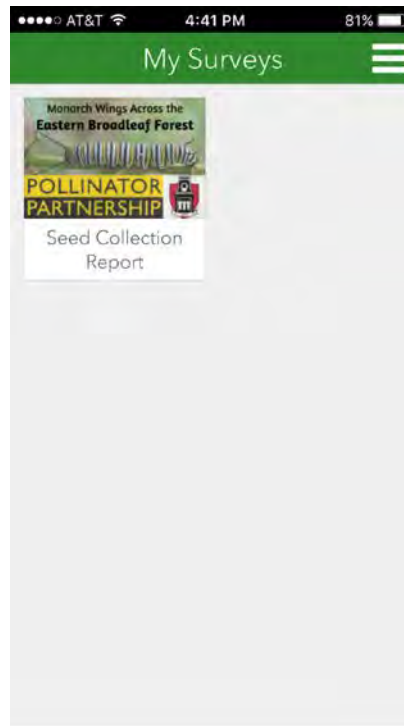 AT&T 4:41 PM 81%
My Surveys
Monarch Wings Across the
Eastern Broadleaf Forest
POLLINATOR
PARTNERSHIP
m
Seed Collection
Report